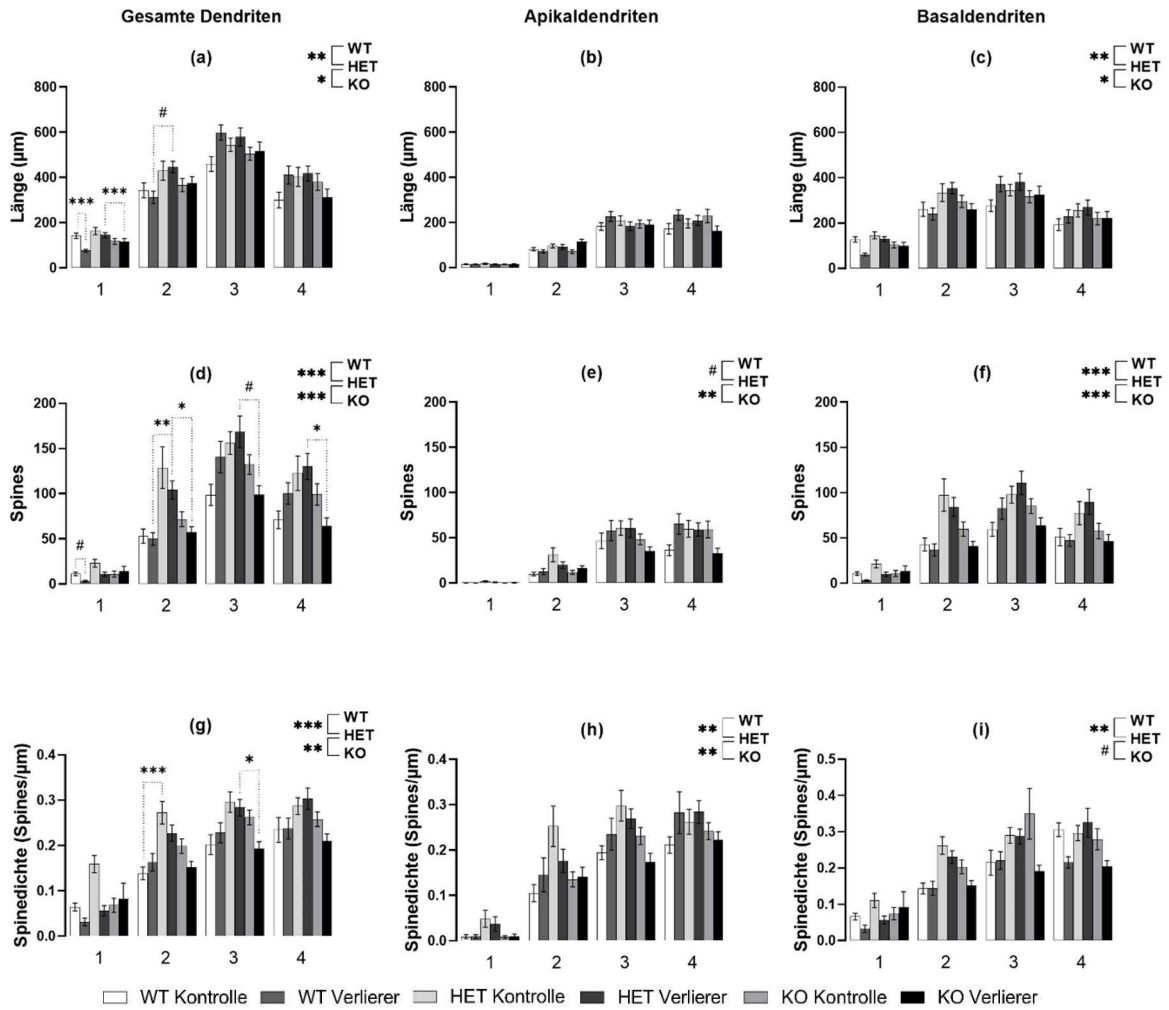 Gesamte Dendriten Apikaldendriten Basaldendriten
(a) ** WT HET * KO
Länge (µm)
800
600
400
200
0
*** *** #
1 2 3 4
(b)
Länge (µm)
800
600
400
200
0
1 2 3 4
(c) ** WT HET * KO
Länge (µm)
800
600
400
200
0
1 2 3 4
(d) *** WT HET *** KO
Spines
200
150
100
50
0
# ** * # *
1 2 3 4
(e) # WT HET ** KO
Spines
200
150
100
50
0
1 2 3 4
(f) *** WT HET *** KO
Spines
200
150
100
50
0
1 2 3 4
(g) *** WT HET ** KO
Spinedichte (Spines/µm)
0.4
0.3
0.2
0.1
0.0
*** *
1 2 3 4
(h) ** WT HET ** KO
Spinedichte (Spines/µm)
0.4
0.3
0.2
0.1
0.0
1 2 3 4
(i) ** WT HET # KO
Spinedichte (Spines/µm)
0.5
0.4
0.3
0.2
0.1
0.0
1 2 3 4
WT Kontrolle WT Verlierer HET Kontrolle HET Verlierer KO Kontrolle KO Verlierer